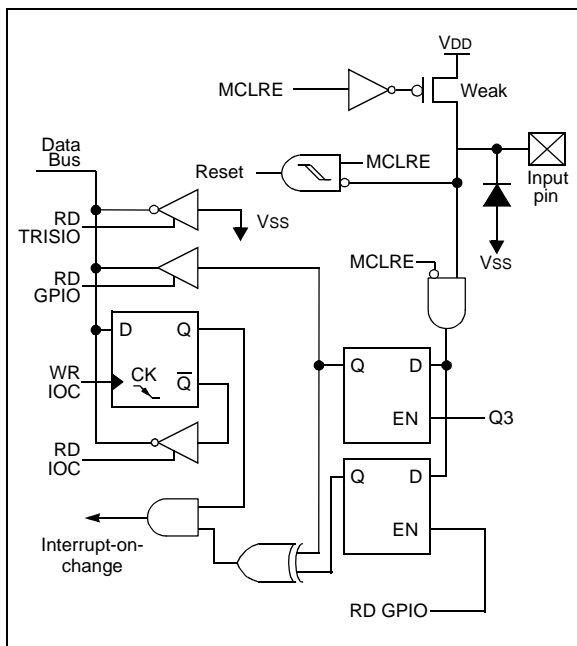 VDD
MCLRE
Weak
Data
Bus
Reset
MCLRE
Input
pin
VSS
RD
TRISIO
VSS
RD
GPIO
MCLRE
D
Q
WR
IOC
CK
Q
Q
D
EN
Q3
RD
IOC
Q
D
EN
Interrupt-on-
change
RD GPIO